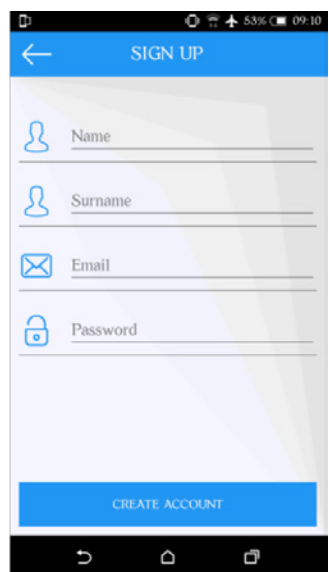 53% 09:10
SIGN UP
Name
Surname
Email
Password
CREATE ACCOUNT